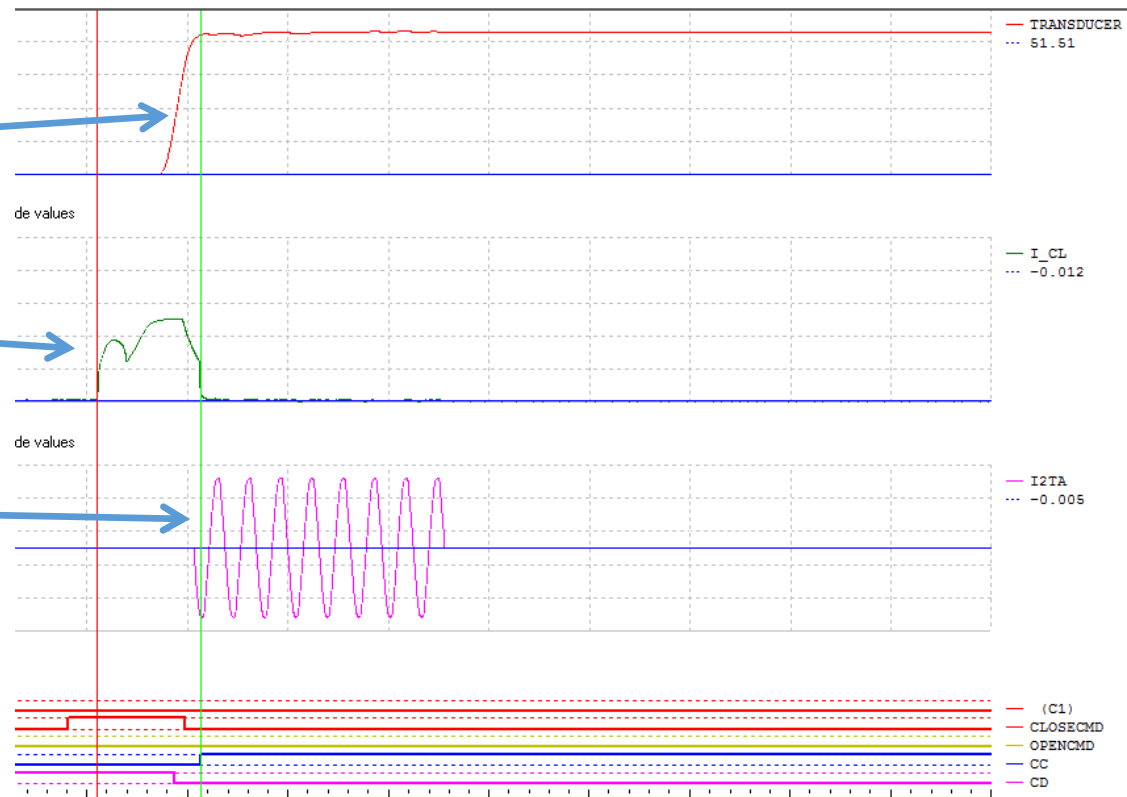 TRANSDUCER
51.51
de values
I_CL
-0.012
de values
I2TA
-0.005
(C1)
CLOSECMD
OPENCMD
CC
CD